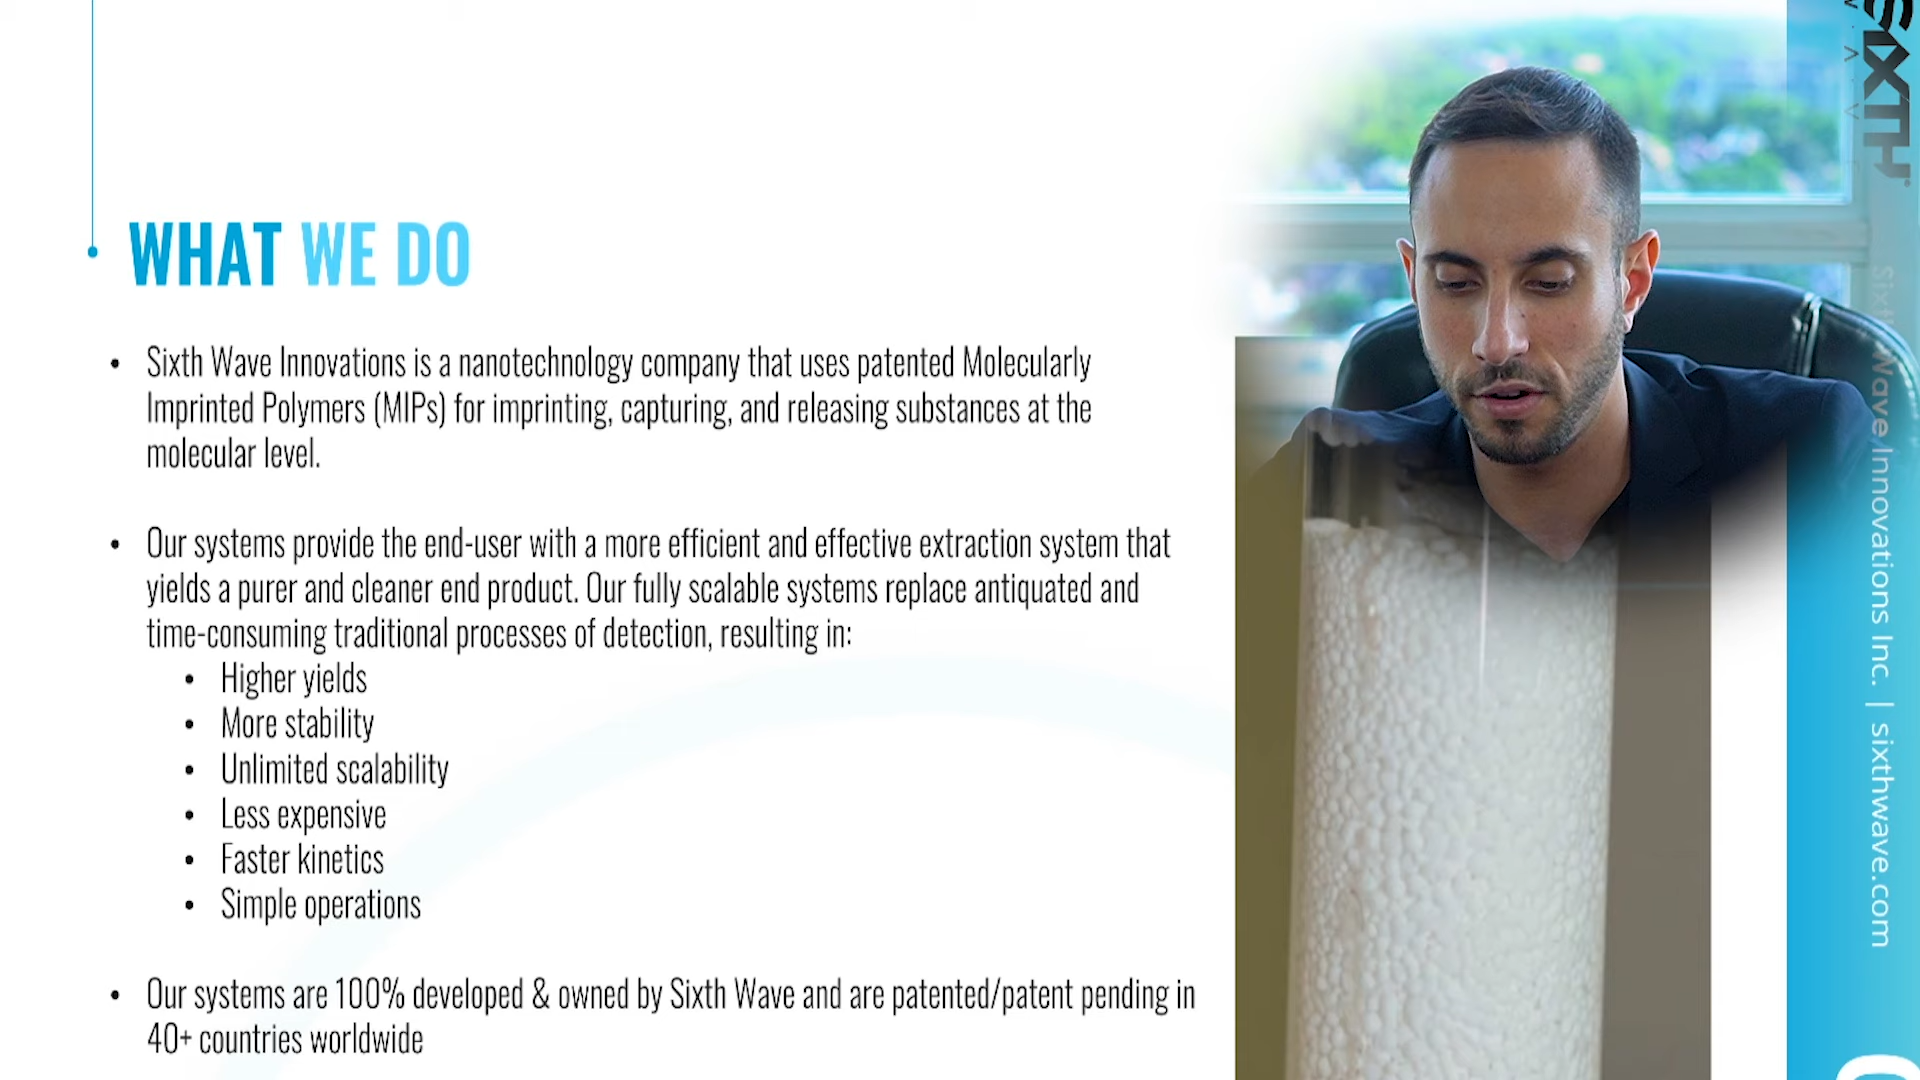 WHAT WE DO
• Sixth Wave Innovations is a nanotechnology company that uses patented Molecularly
Imprinted Polymers (MIPs) for imprinting, capturing, and releasing substances at the
molecular level.
• Our systems provide the end-user with a more efficient and effective extraction system that
yields a purer and cleaner end product. Our fully scalable systems replace antiquated and
time-consuming traditional processes of detection, resulting in:
• Higher yields
• More stability
• Unlimited scalability
• Less expensive
• Faster kinetics
• Simple operations
• Our systems are 100% developed & owned by Sixth Wave and are patented/patent pending in
40+ countries worldwide
SIXTH
Sixth Wave Innovations Inc. | sixthwave.com